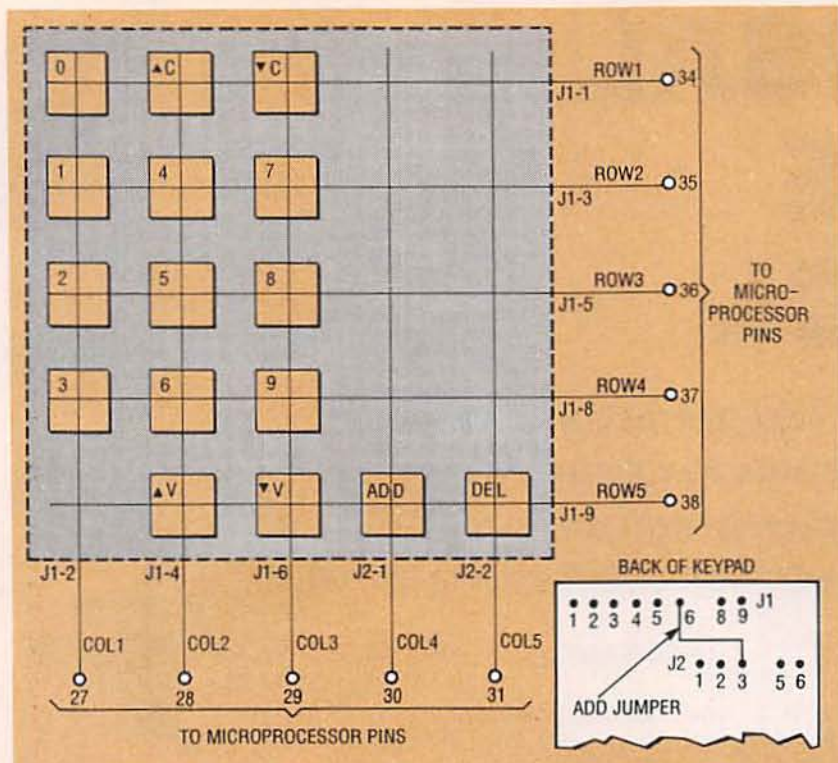 0 ▲C ▼C ROW1 34
J1-1
1 4 7 ROW2 35
J1-3
2 5 8 ROW3 36
J1-5
TO
MICRO-
PROCESSOR
PINS
3 6 9 ROW4 37
J1-8
▲V ▼V ADD DEL ROW5 38
J1-9
J1-2 J1-4 J1-6 J2-1 J2-2
COL1 COL2 COL3 COL4 COL5
27 28 29 30 31
TO MICROPROCESSOR PINS
BACK OF KEYPAD
J1
1 2 3 4 5 6 8 9
J2
1 2 3 5 6
ADD JUMPER